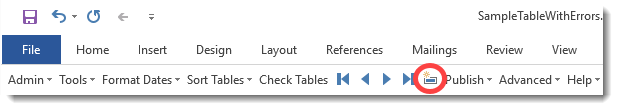 SampleTableWithErrors.
File Home Insert Design Layout References Mailings Review View
Admin Tools Format Dates Sort Tables Check Tables Publish Advanced Help